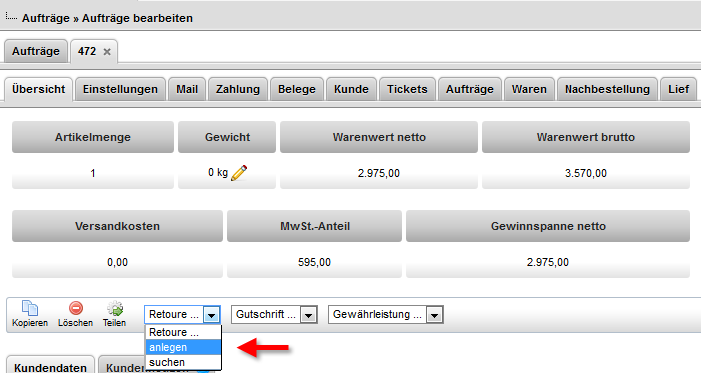 Aufträge » Aufträge bearbeiten
Aufträge 472
Übersicht Einstellungen Mail Zahlung Belege Kunde Tickets Aufträge Waren Nachbestellung Lief
Artikelmenge Gewicht Warenwert netto Warenwert brutto
1 0 kg 2.975,00 3.570,00
Versandkosten MwSt.-Anteil Gewinnspanne netto
0,00 595,00 2.975,00
Kopieren Löschen Teilen Retoure ... Gutschrift ... Gewährleistung ...
Retoure ...
anlegen
suchen
Kundendaten